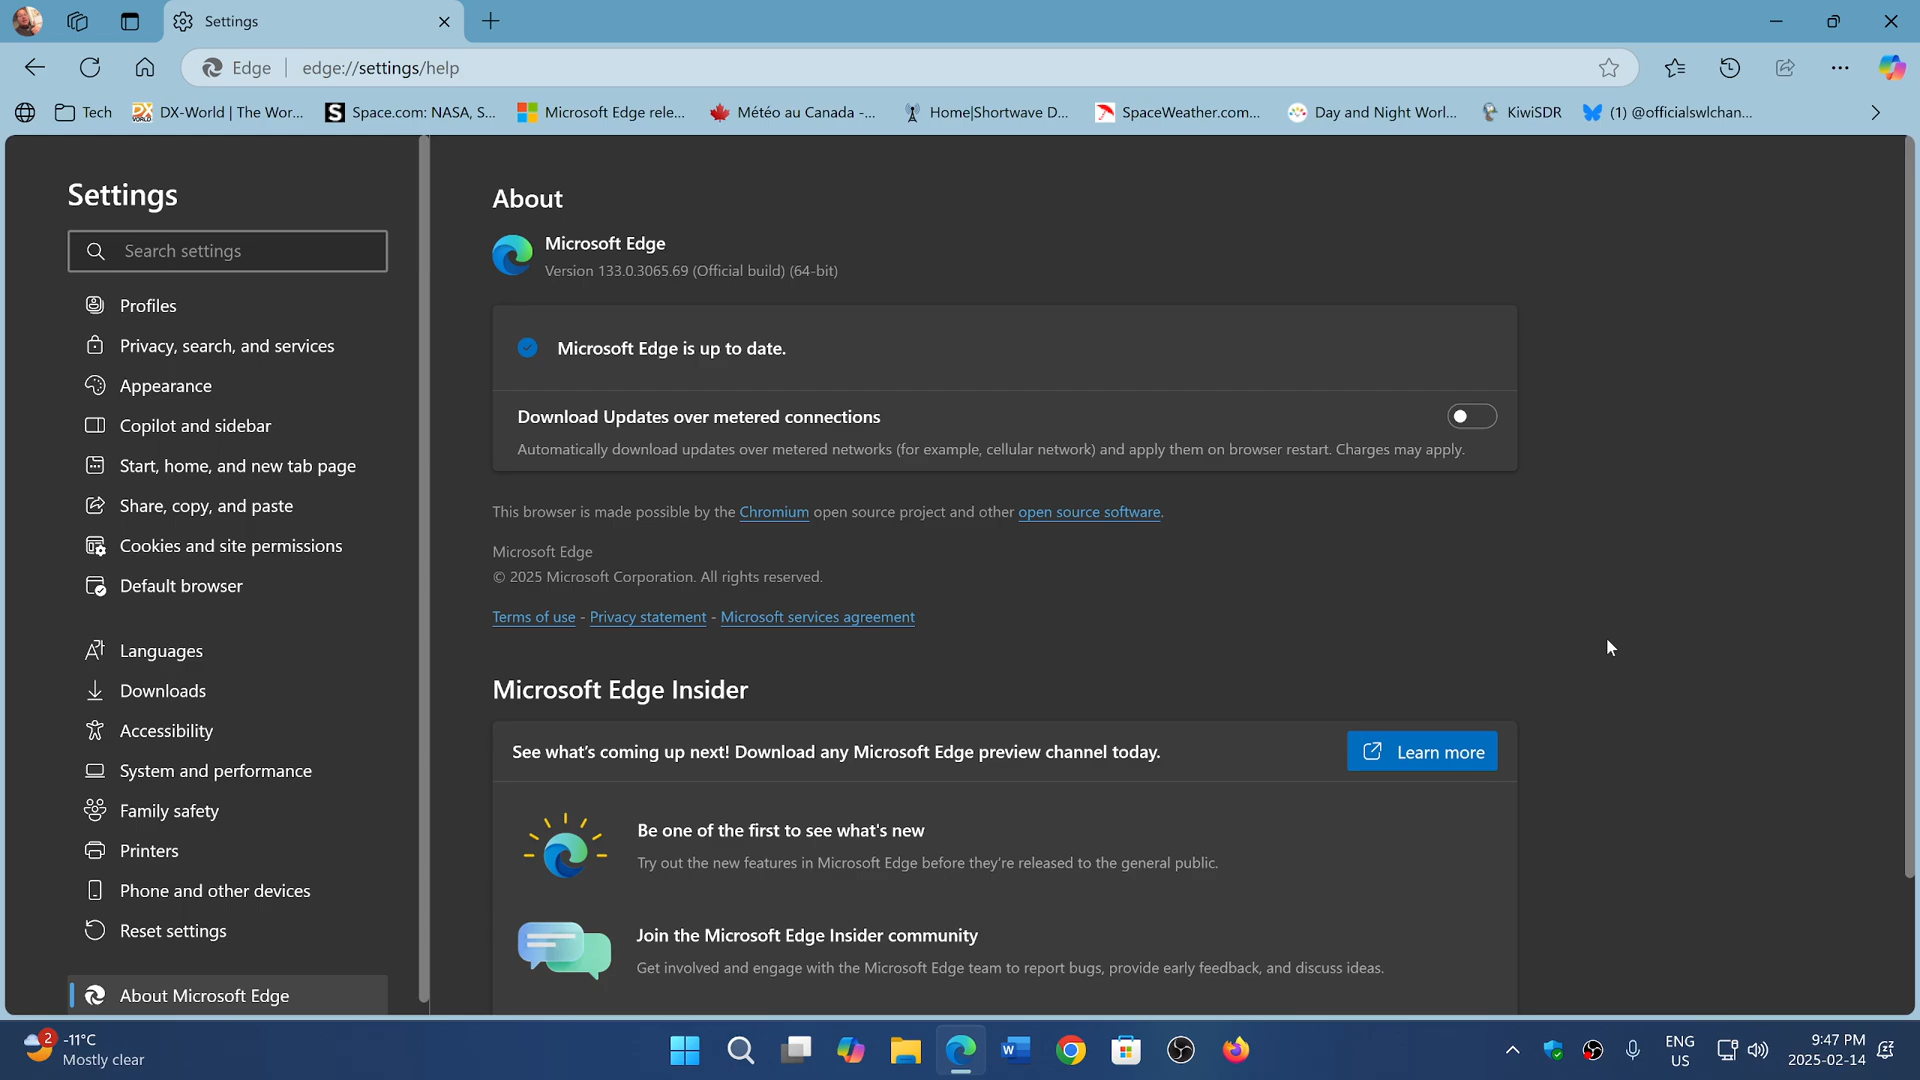 Settings
Edge
edge://settings/help
Tech
DX-World | The Wor...
Space.com: NASA, S...
Microsoft Edge rele...
Météo au Canada -...
Home|Shortwave D...
SpaceWeather.com...
Day and Night Worl...
KiwiSDR
(1) @officialswlchan...
Settings
Search settings
Profiles
Privacy, search, and services
Appearance
Copilot and sidebar
Start, home, and new tab page
Share, copy, and paste
Cookies and site permissions
Default browser
Languages
Downloads
Accessibility
System and performance
Family safety
Printers
Phone and other devices
Reset settings
About Microsoft Edge
About
Microsoft Edge
Version 133.0.3065.69 (Official build) (64-bit)
Microsoft Edge is up to date.
Download Updates over metered connections
Automatically download updates over metered networks (for example, cellular network) and apply them on browser restart. Charges may apply.
This browser is made possible by the Chromium open source project and other open source software.
Microsoft Edge
© 2025 Microsoft Corporation. All rights reserved.
Terms of use - Privacy statement - Microsoft services agreement
Microsoft Edge Insider
See what's coming up next! Download any Microsoft Edge preview channel today.
Learn more
Be one of the first to see what's new
Try out the new features in Microsoft Edge before they're released to the general public.
Join the Microsoft Edge Insider community
Get involved and engage with the Microsoft Edge team to report bugs, provide early feedback, and discuss ideas.
2
-11°C
Mostly clear
ENG
US
9:47 PM
2025-02-14